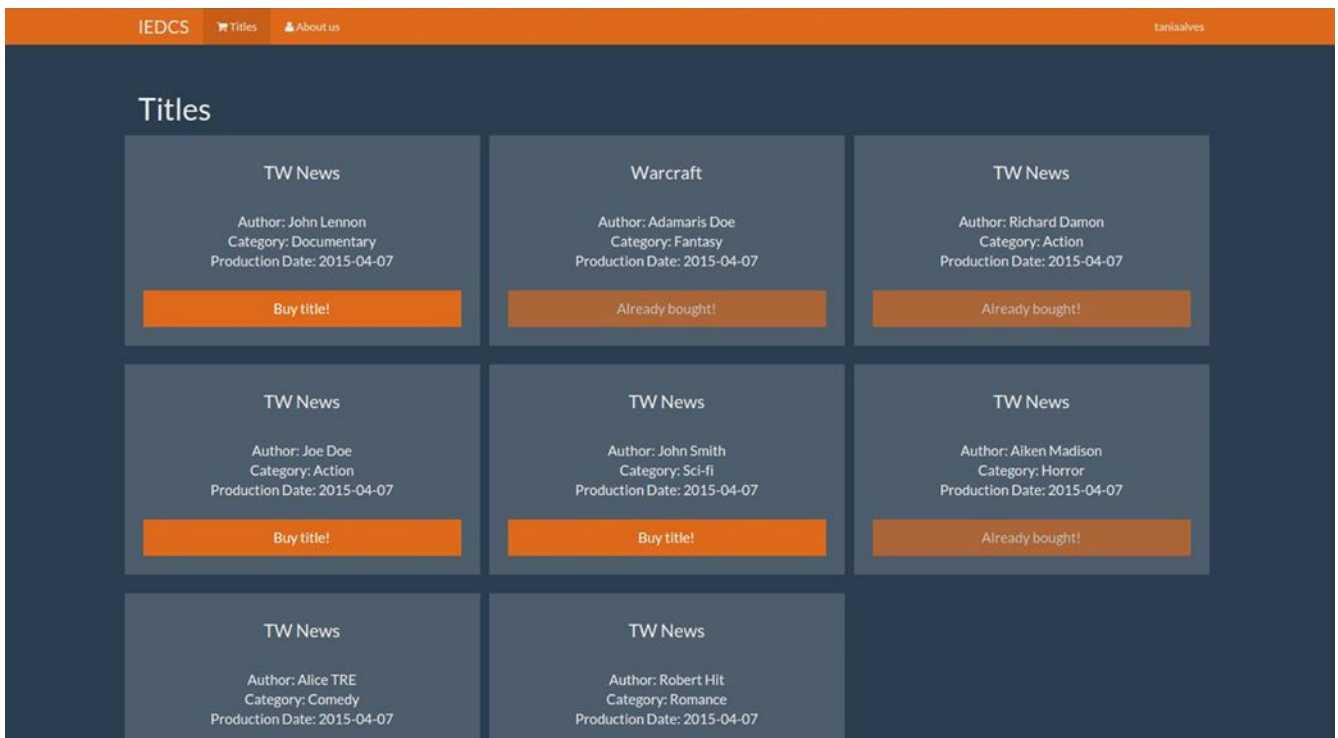 IEDCS Titles About us taniaalves
Titles
TW News
Author: John Lennon
Category: Documentary
Production Date: 2015-04-07
Buy title!
Warcraft
Author: Adamaris Doe
Category: Fantasy
Production Date: 2015-04-07
Already bought!
TW News
Author: Richard Damon
Category: Action
Production Date: 2015-04-07
Already bought!
TW News
Author: Joe Doe
Category: Action
Production Date: 2015-04-07
Buy title!
TW News
Author: John Smith
Category: Sci-fi
Production Date: 2015-04-07
Buy title!
TW News
Author: Aiken Madison
Category: Horror
Production Date: 2015-04-07
Already bought!
TW News
Author: Alice TRE
Category: Comedy
Production Date: 2015-04-07
TW News
Author: Robert Hit
Category: Romance
Production Date: 2015-04-07